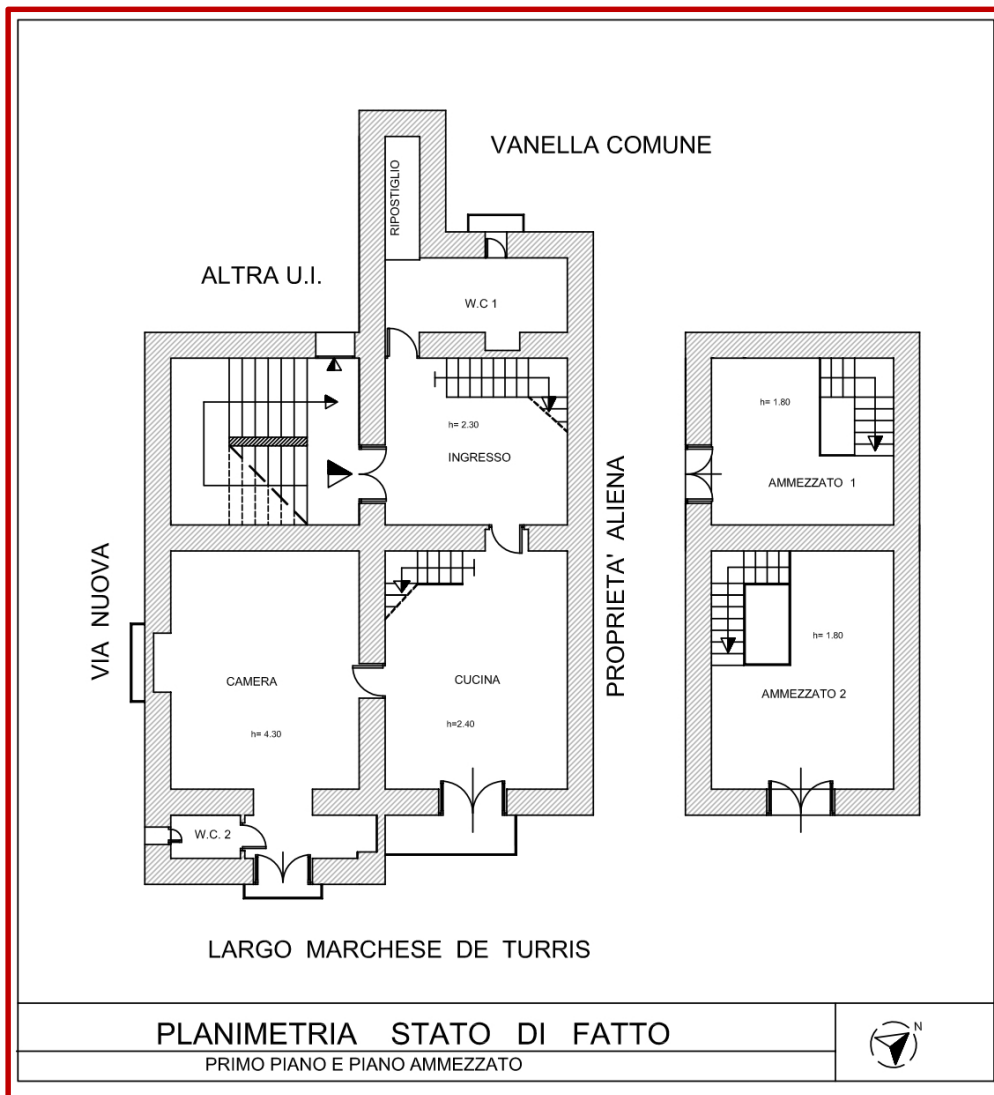 VANELLA COMUNE
RIPOSTIGLIO
ALTRA U.I.
W.C 1
h= 2.30
INGRESSO
h= 1.80
AMMEZZATO 1
VIA NUOVA
PROPRIETA' ALIENA
CAMERA
h= 4.30
CUCINA
h=2.40
h= 1.80
AMMEZZATO 2
W.C. 2
LARGO MARCHESE DE TURRIS
PLANIMETRIA STATO DI FATTO
PRIMO PIANO E PIANO AMMEZZATO
N